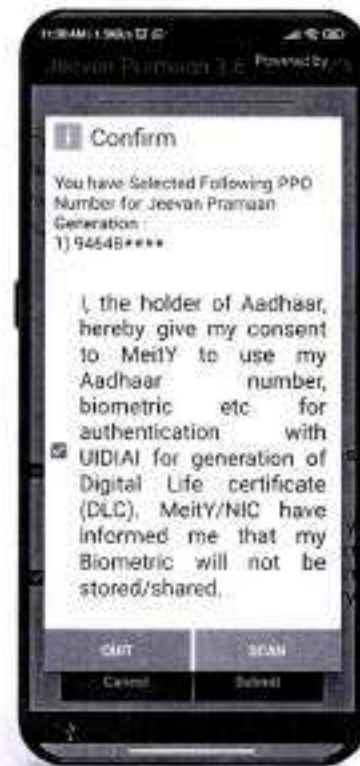 Jeevan Pramaan 3.6 Powered by
Confirm
You have Selected Following PPO
Number for Jeevan Pramaan
Generation :
1) 94648****
I, the holder of Aadhaar,
hereby give my consent
to MeitY to use my
Aadhaar number,
biometric etc for
authentication with
UIDIAI for generation of
Digital Life certificate
(DLC). MeitY/NIC have
informed me that my
Biometric will not be
stored/shared.
QUIT SCAN
Cancel Submit